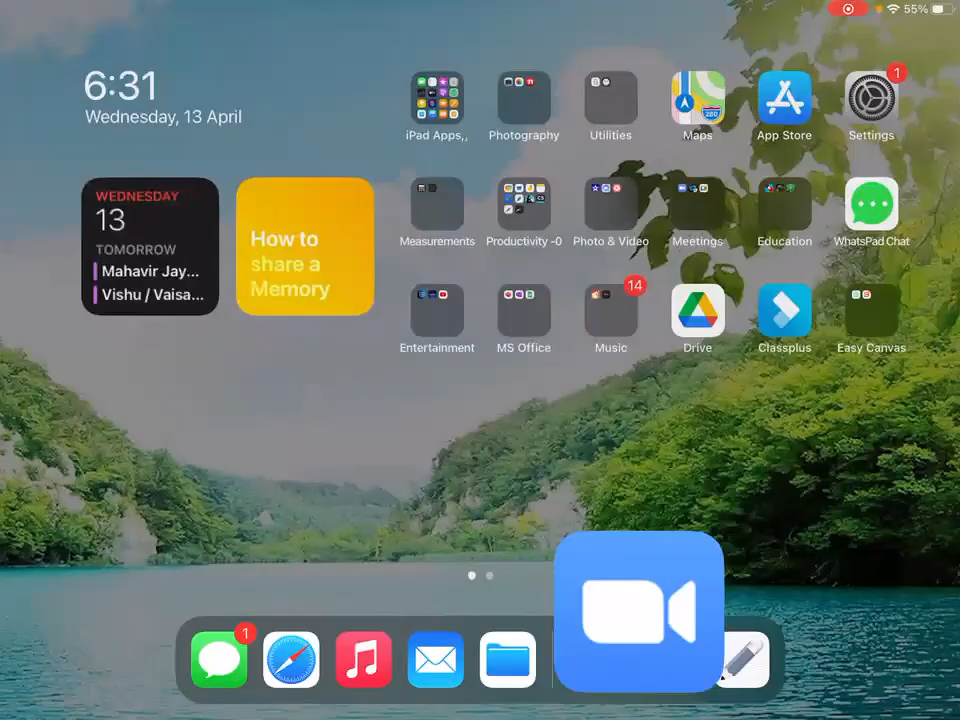 55%
6:31
Wednesday, 13 April
1
iPad Apps,,
Photography
Utilities
Maps
280
App Store
Settings
WEDNESDAY
13
TOMORROW
Mahavir Jay...
Vishu / Vaisa...
How to
share a
Memory
Measurements
Productivity -0
Photo & Video
Meetings
Education
WhatsPad Chat
14
Entertainment
MS Office
Music
Drive
Classplus
Easy Canvas
1